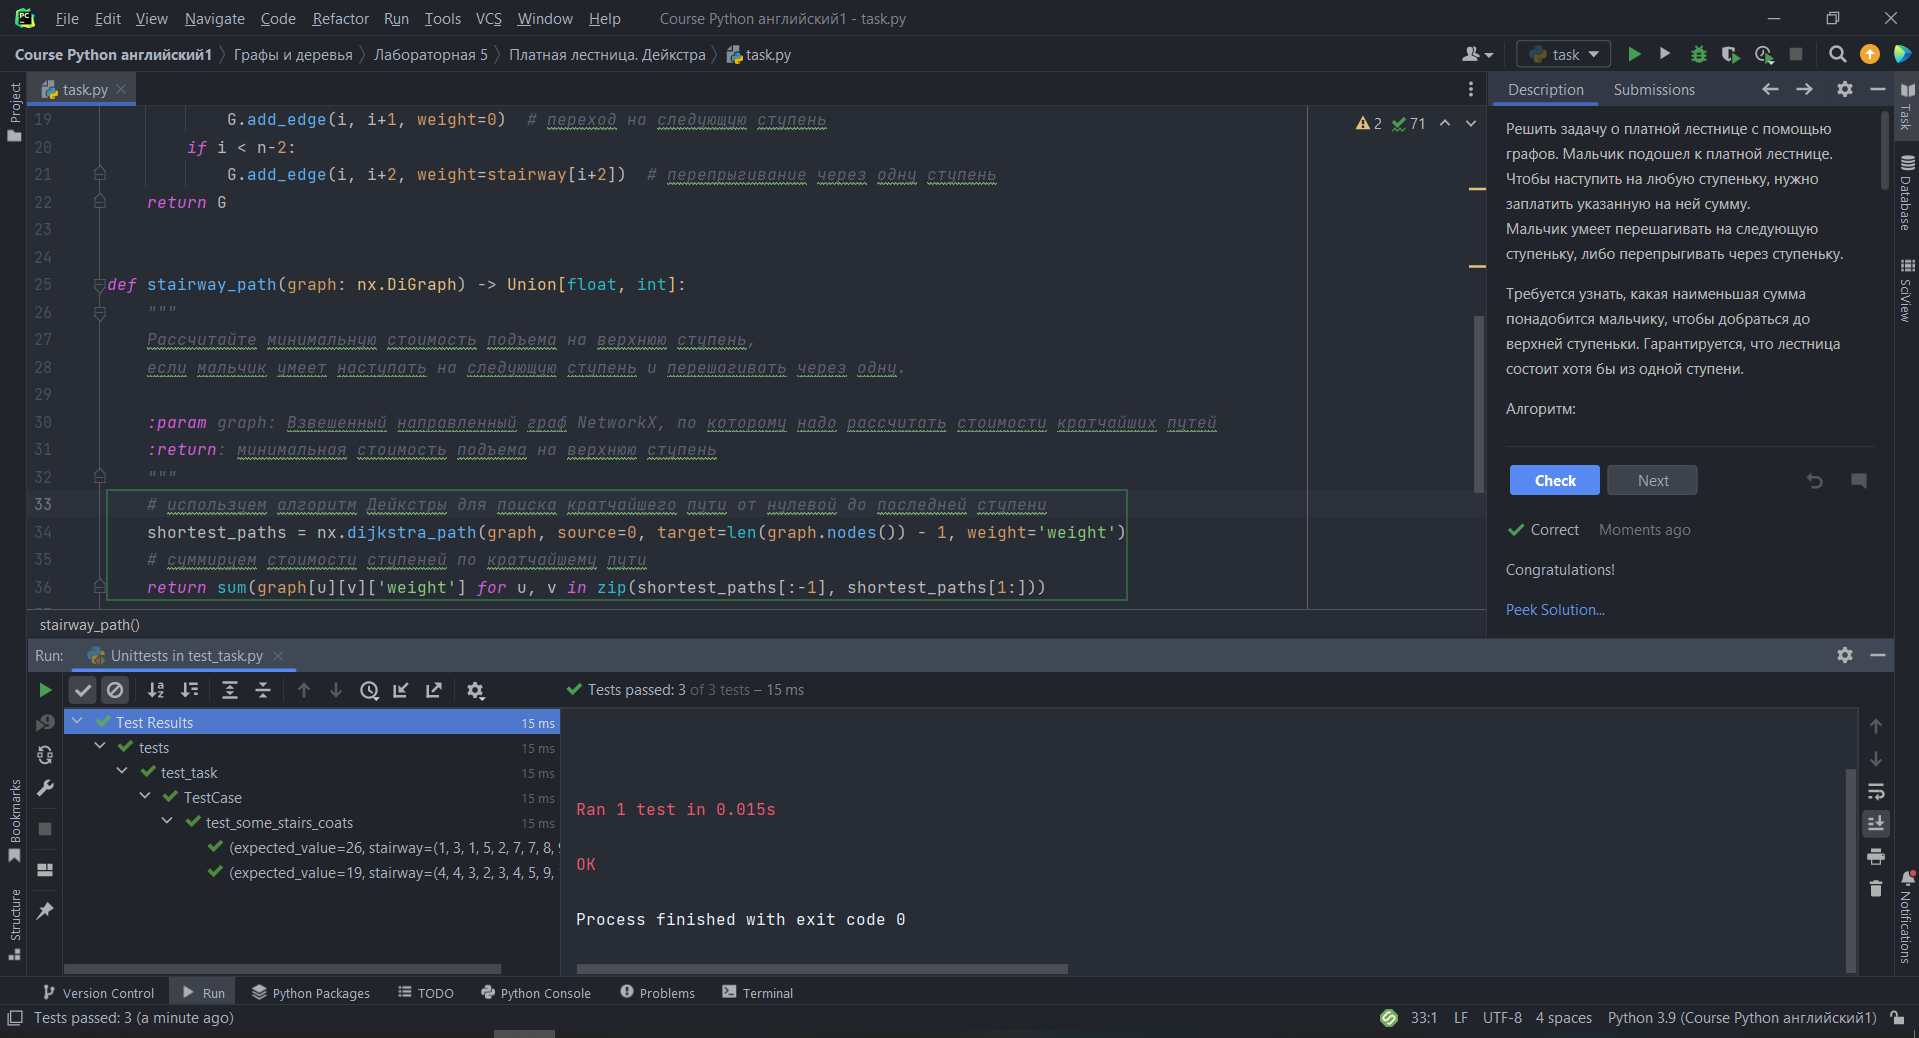 File Edit View Navigate Code Refactor Run Tools VCS Window Help Course Python английский1 - task.py
Course Python английский1 Графы и деревья Лабораторная 5 Платная лестница. Дейкстра task.py task
Project
task.py
19 G.add_edge(i, i+1, weight=0) # переход на следующую ступень
2 71
20 if i < n-2:
21 G.add_edge(i, i+2, weight=stairway[i+2]) # перепрыгивание через одну ступень
22 return G
23
24
25 def stairway_path(graph: nx.DiGraph) -> Union[float, int]:
26 """
27 Рассчитайте минимальную стоимость подъема на верхнюю ступень,
28 если мальчик умеет наступать на следующую ступень и перешагивать через одну.
29
30 :param graph: Взвешенный направленный граф NetworkX, по которому надо рассчитать стоимости кратчайших путей
31 :return: минимальная стоимость подъема на верхнюю ступень
32 """
33 # используем алгоритм Дейкстры для поиска кратчайшего пути от нулевой до последней ступени
34 shortest_paths = nx.dijkstra_path(graph, source=0, target=len(graph.nodes()) - 1, weight='weight')
35 # суммируем стоимости ступеней по кратчайшему пути
36 return sum(graph[u][v]['weight'] for u, v in zip(shortest_paths[:-1], shortest_paths[1:]))
stairway_path()
Description Submissions
Решить задачу о платной лестнице с помощью
графов. Мальчик подошел к платной лестнице.
Чтобы наступить на любую ступеньку, нужно
заплатить указанную на ней сумму.
Мальчик умеет перешагивать на следующую
ступеньку, либо перепрыгивать через ступеньку.
Требуется узнать, какая наименьшая сумма
понадобится мальчику, чтобы добраться до
верхней ступеньки. Гарантируется, что лестница
состоит хотя бы из одной ступени.
Алгоритм:
Check Next
Correct Moments ago
Congratulations!
Peek Solution...
Task
Database
SciView
Run: Unittests in test_task.py
Tests passed: 3 of 3 tests – 15 ms
Test Results 15 ms
tests 15 ms
test_task 15 ms
TestCase 15 ms
test_some_stairs_coats 15 ms
(expected_value=26, stairway=(1, 3, 1, 5, 2, 7, 7, 8, 9
(expected_value=19, stairway=(4, 4, 3, 2, 3, 4, 5, 9,
Ran 1 test in 0.015s
OK
Process finished with exit code 0
Bookmarks
Structure
Notifications
Version Control Run Python Packages TODO Python Console Problems Terminal
Tests passed: 3 (a minute ago) 33:1 LF UTF-8 4 spaces Python 3.9 (Course Python английский1)